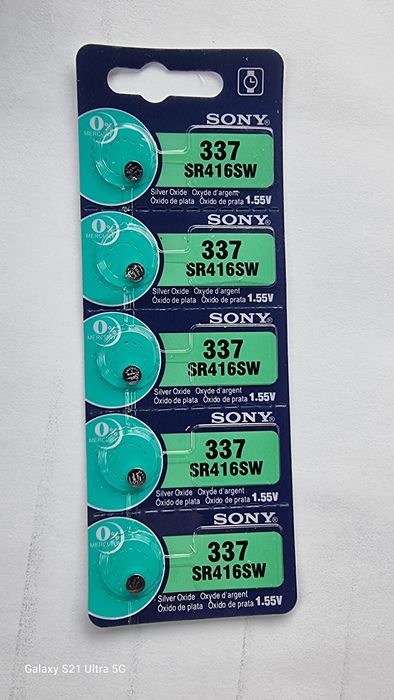 SONY®
0%
MERCURY
337
SR416SW
Silver Oxide Oxyde d'argent
Óxido de plata Óxido de prata 1.55V
SONY®
0%
MERCURY
337
SR416SW
Silver Oxide Oxyde d'argent
Óxido de plata Óxido de prata 1.55V
SONY®
0%
MERCURY
337
SR416SW
Silver Oxide Oxyde d'argent
Óxido de plata Óxido de prata 1.55V
SONY®
0%
MERCURY
337
SR416SW
Silver Oxide Oxyde d'argent
Óxido de plata Óxido de prata 1.55V
SONY®
0%
MERCURY
337
SR416SW
Silver Oxide Oxyde d'argent
Óxido de plata Óxido de prata 1.55V
Galaxy S21 Ultra 5G